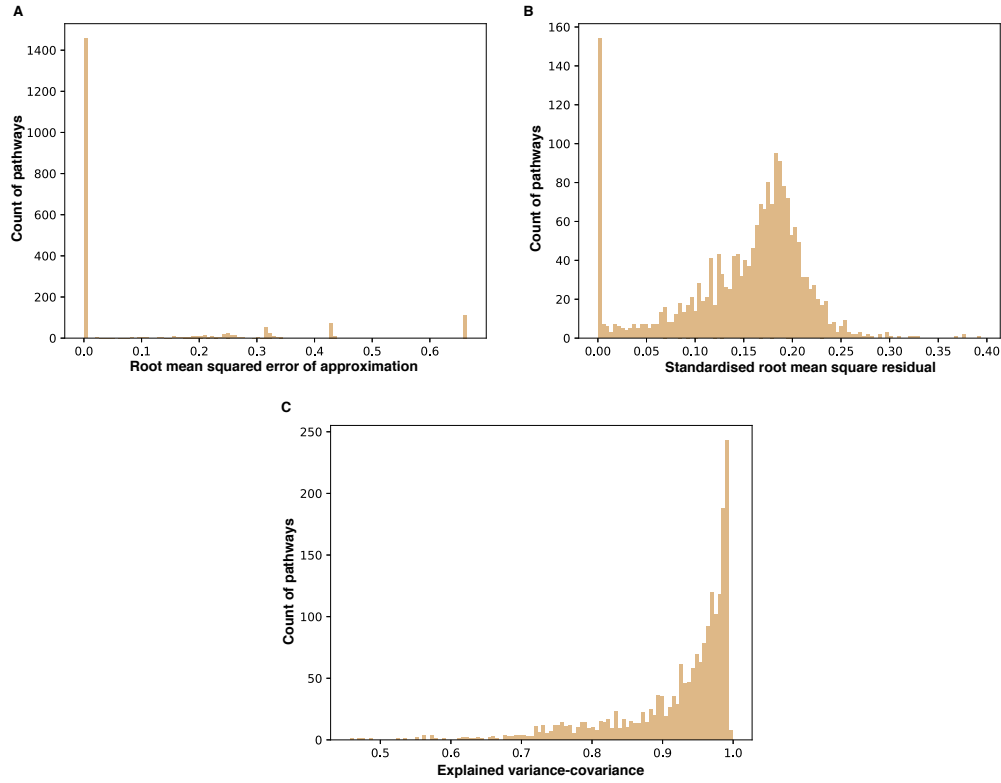 A
Count of pathways
1400
1200
1000
800
600
400
200
0
0.0 0.1 0.2 0.3 0.4 0.5 0.6
Root mean squared error of approximation
B
Count of pathways
160
140
120
100
80
60
40
20
0
0.00 0.05 0.10 0.15 0.20 0.25 0.30 0.35 0.40
Standardised root mean square residual
C
Count of pathways
250
200
150
100
50
0
0.5 0.6 0.7 0.8 0.9 1.0
Explained variance-covariance